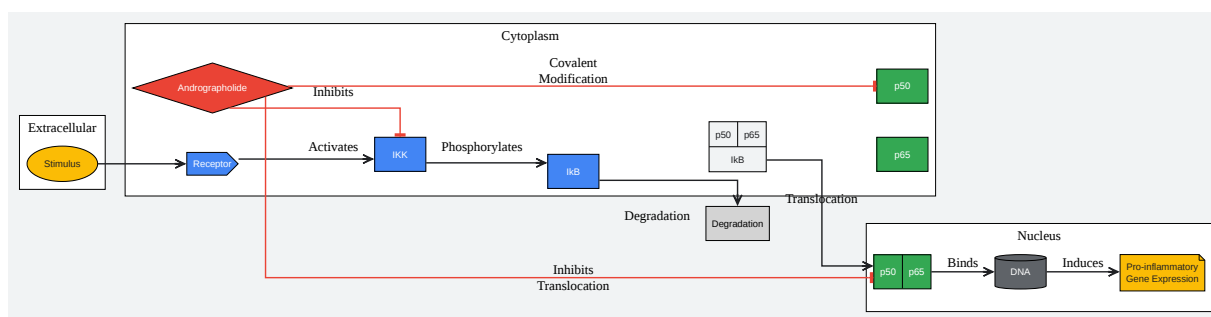 Cytoplasm
Covalent
Modification
Andrographolide
Inhibits
p50
Extracellular
Stimulus
Receptor
Activates
IKK
Phosphorylates
IkB
p50 p65
IkB
p65
Translocation
Degradation
Degradation
Nucleus
Inhibits
Translocation
p50 p65
Binds
DNA
Induces
Pro-inflammatory
Gene Expression